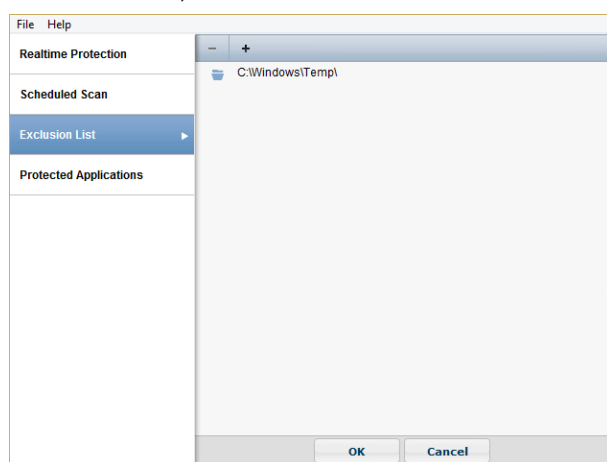 File Help
Realtime Protection
Scheduled Scan
Exclusion List
Protected Applications
- +
C:\Windows\Temp\
OK Cancel